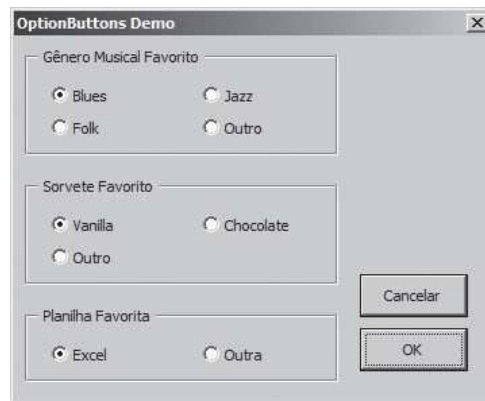 OptionButtons Demo
Gênero Musical Favorito
Blues
Jazz
Folk
Outro
Sorvete Favorito
Vanilla
Chocolate
Outro
Planilha Favorita
Excel
Outra
Cancelar
OK